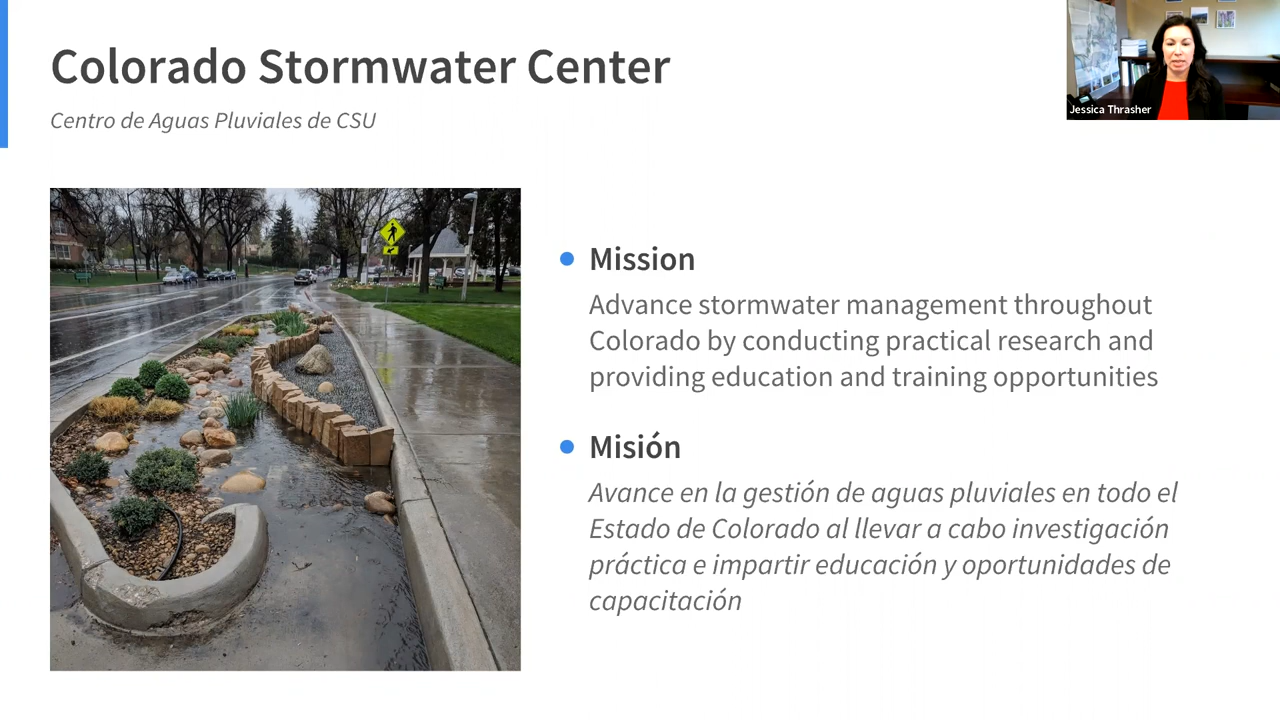 Colorado Stormwater Center
Centro de Aguas Pluviales de CSU
Jessica Thrasher
Mission
Advance stormwater management throughout
Colorado by conducting practical research and
providing education and training opportunities
Misión
Avance en la gestión de aguas pluviales en todo el
Estado de Colorado al llevar a cabo investigación
práctica e impartir educación y oportunidades de
capacitación